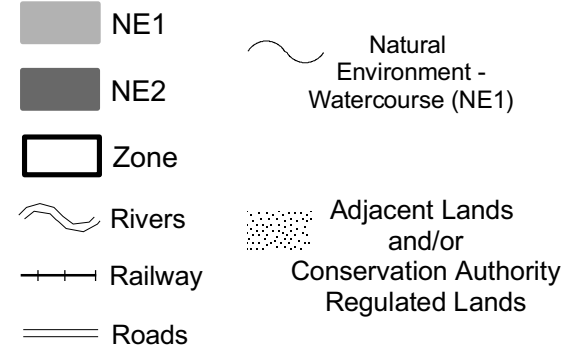 NE1
NE2
Zone
Rivers
Railway
Roads
Natural
Environment -
Watercourse (NE1)
Adjacent Lands
and/or
Conservation Authority
Regulated Lands